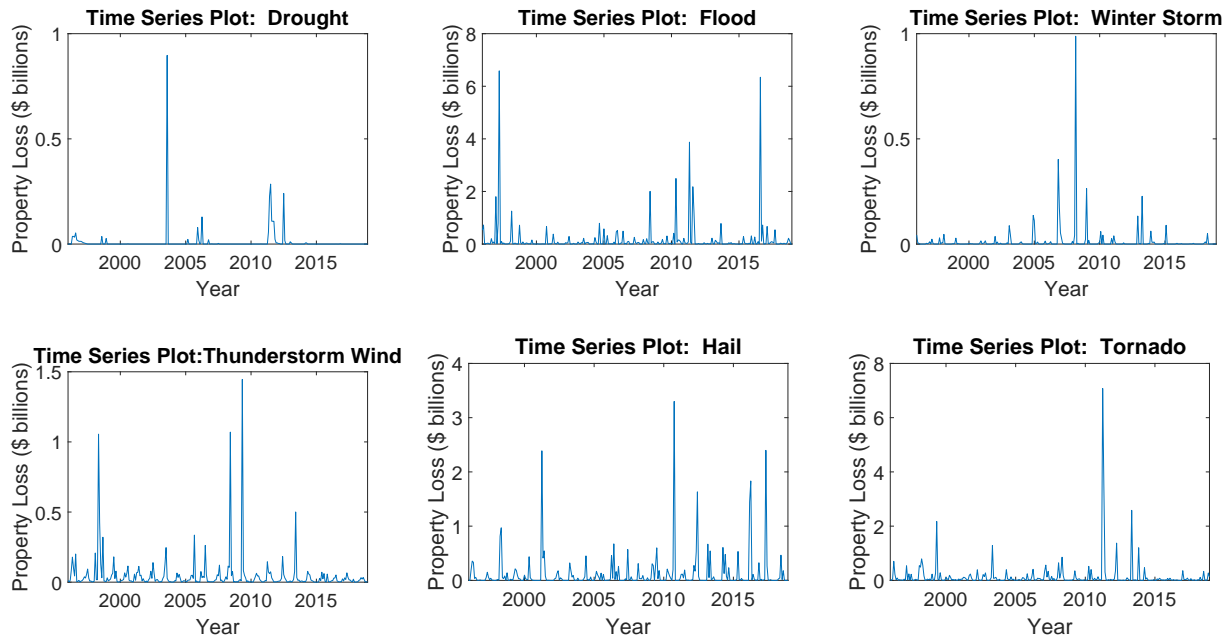 Time Series Plot:  Drought
Property Loss ($ billions)
1
0.5
0
2000 2005 2010 2015
Year
Time Series Plot:  Flood
Property Loss ($ billions)
8
6
4
2
0
2000 2005 2010 2015
Year
Time Series Plot:  Winter Storm
Property Loss ($ billions)
1
0.5
0
2000 2005 2010 2015
Year
Time Series Plot:Thunderstorm Wind
Property Loss ($ billions)
1.5
1
0.5
0
2000 2005 2010 2015
Year
Time Series Plot:  Hail
Property Loss ($ billions)
4
3
2
1
0
2000 2005 2010 2015
Year
Time Series Plot:  Tornado
Property Loss ($ billions)
8
6
4
2
0
2000 2005 2010 2015
Year